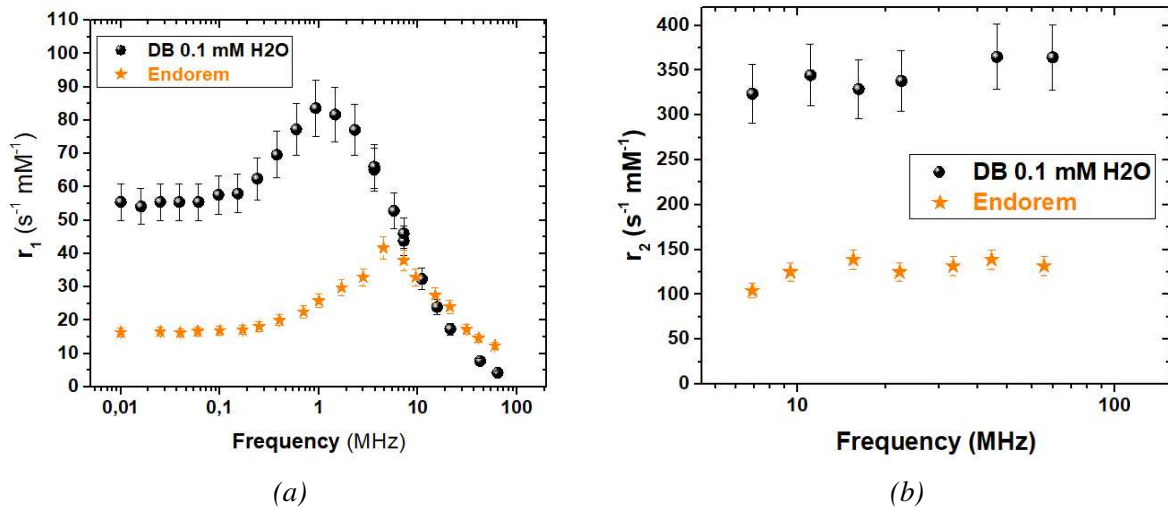 110
100
90
80
70
60
50
40
30
20
10
0
r1 (s-1 mM-1)
DB 0.1 mM H2O
Endorem
0,01
0,1
1
10
100
Frequency (MHz)
(a)
400
350
300
250
200
150
100
50
0
r2 (s-1 mM-1)
DB 0.1 mM H2O
Endorem
10
100
Frequency (MHz)
(b)